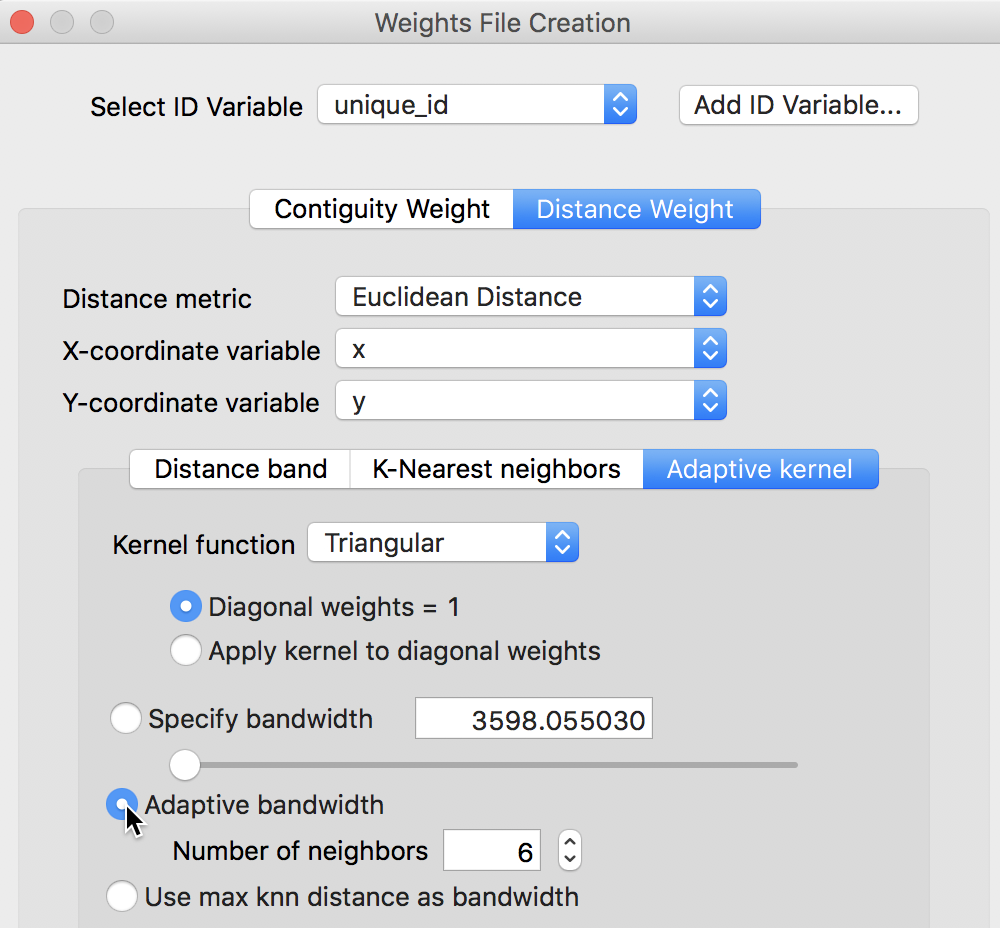 Weights File Creation
Select ID Variable unique_id Add ID Variable...
Contiguity Weight Distance Weight
Distance metric Euclidean Distance
X-coordinate variable x
Y-coordinate variable y
Distance band K-Nearest neighbors Adaptive kernel
Kernel function Triangular
Diagonal weights = 1
Apply kernel to diagonal weights
Specify bandwidth 3598.055030
Adaptive bandwidth
Number of neighbors 6
Use max knn distance as bandwidth